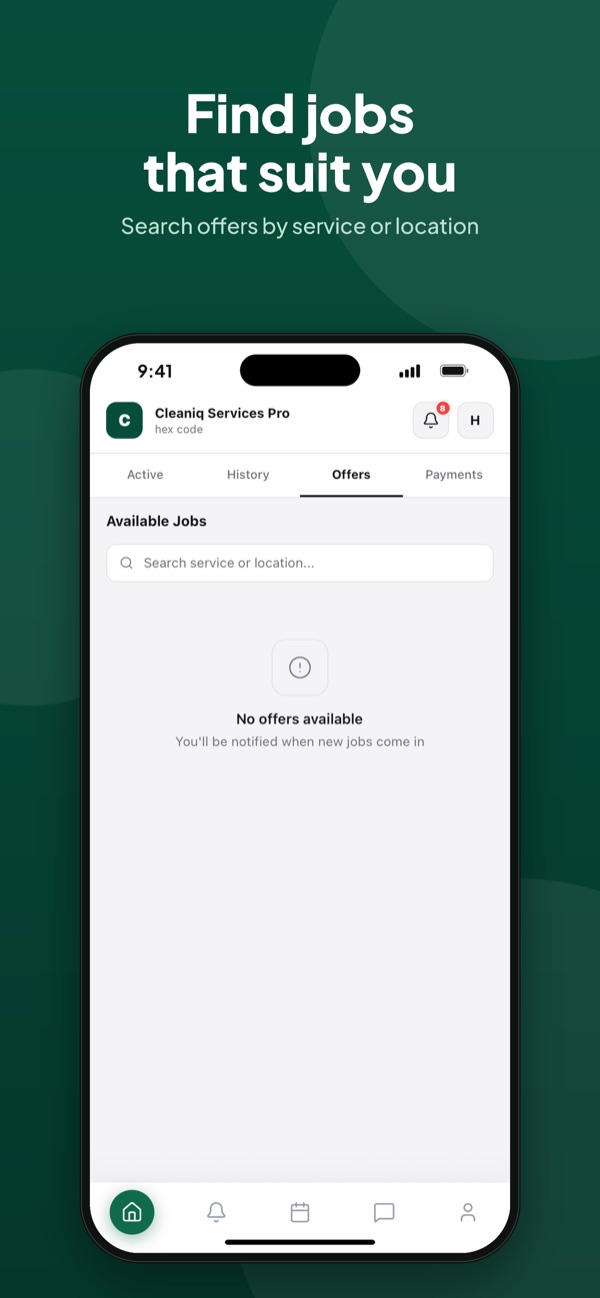 Find jobs
that suit you
Search offers by service or location
9:41
C
Cleaniq Services Pro
hex code
8
H
Active
History
Offers
Payments
Available Jobs
Search service or location...
No offers available
You'll be notified when new jobs come in